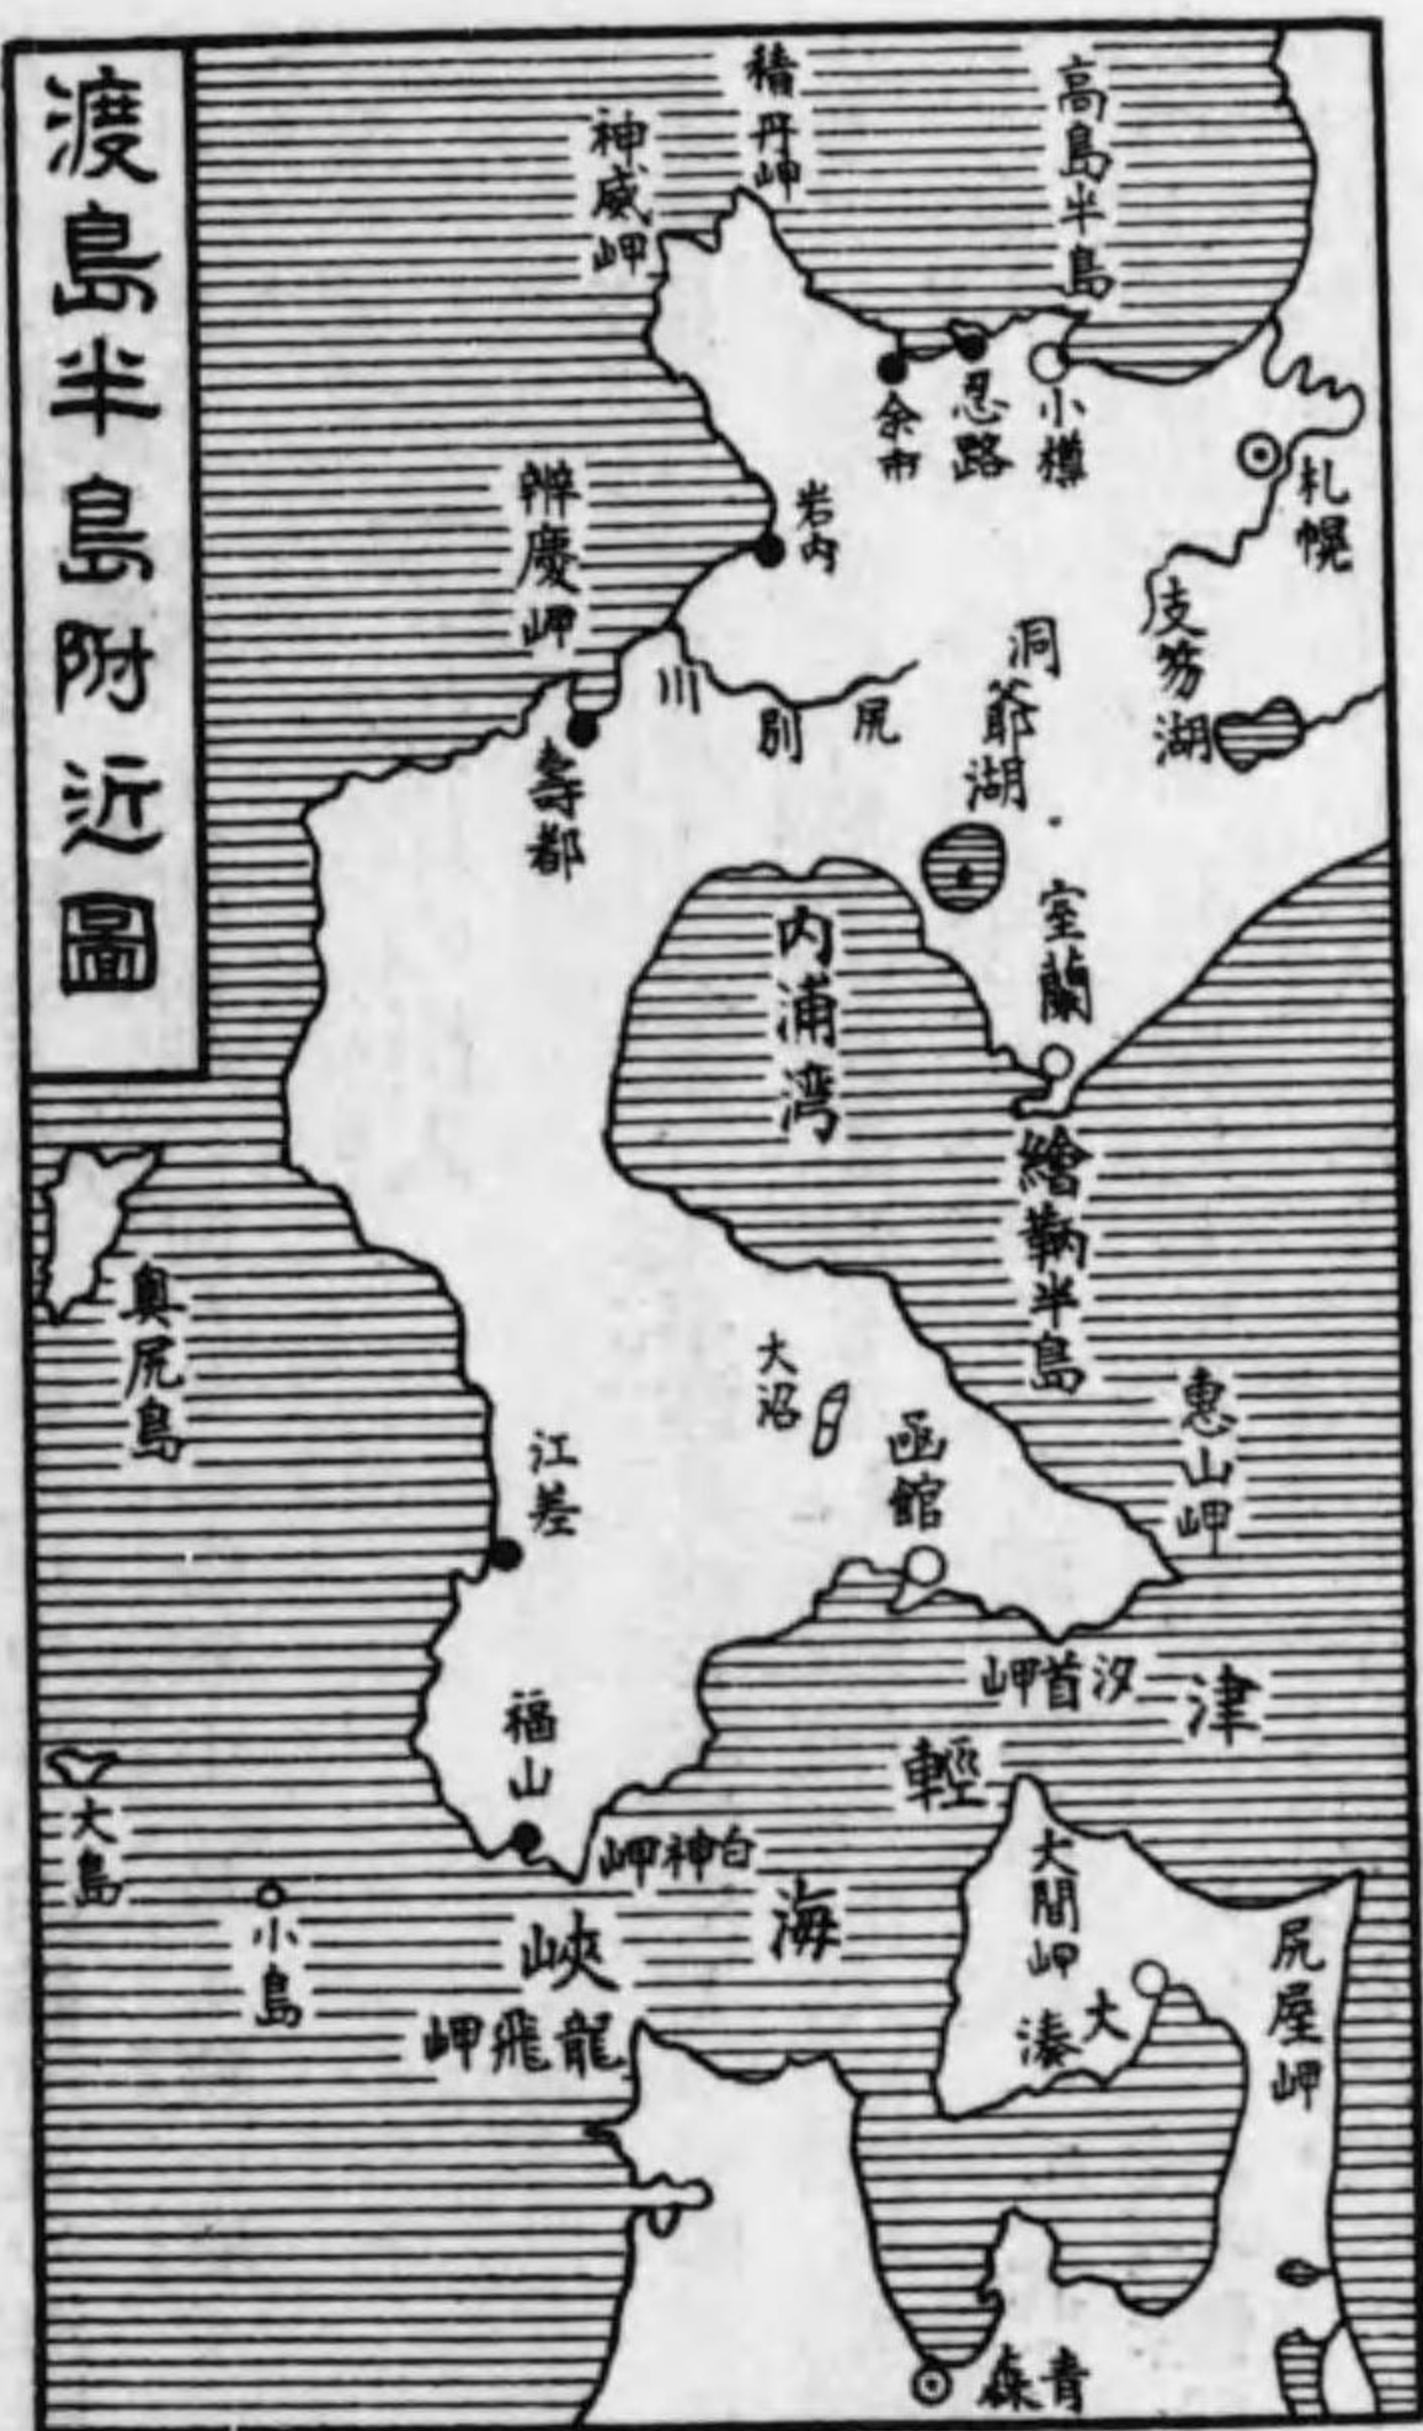 渡島半島附近圖
高島半島
積丹岬
神威岬
小樽
忍路
余市
札幌
岩內
辨慶岬
支笏湖
洞爺湖
尻別川
壽都
室蘭
內浦湾
繪鞆半島
奥尻島
惠山岬
大沼
函館
江差
汐首岬
津輕海峽
福山
白神岬
大島
小島
大間岬
尻屋岬
大湊
龍飛岬
青森